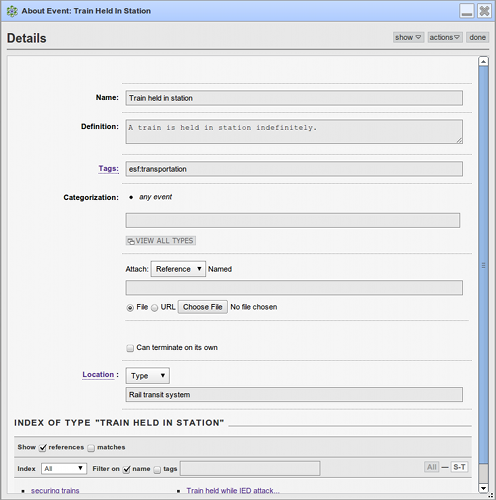 About Event: Train Held In Station
Details
show actions done
Name: Train held in station
Definition: A train is held in station indefinitely.
Tags: esf:transportation
Categorization: any event
VIEW ALL TYPES
Attach: Reference Named
File URL Choose File No file chosen
Can terminate on its own
Location : Type
Rail transit system
INDEX OF TYPE "TRAIN HELD IN STATION"
Show references matches
Index All Filter on name tags All — S-T
securing trains Train held while IED attack...